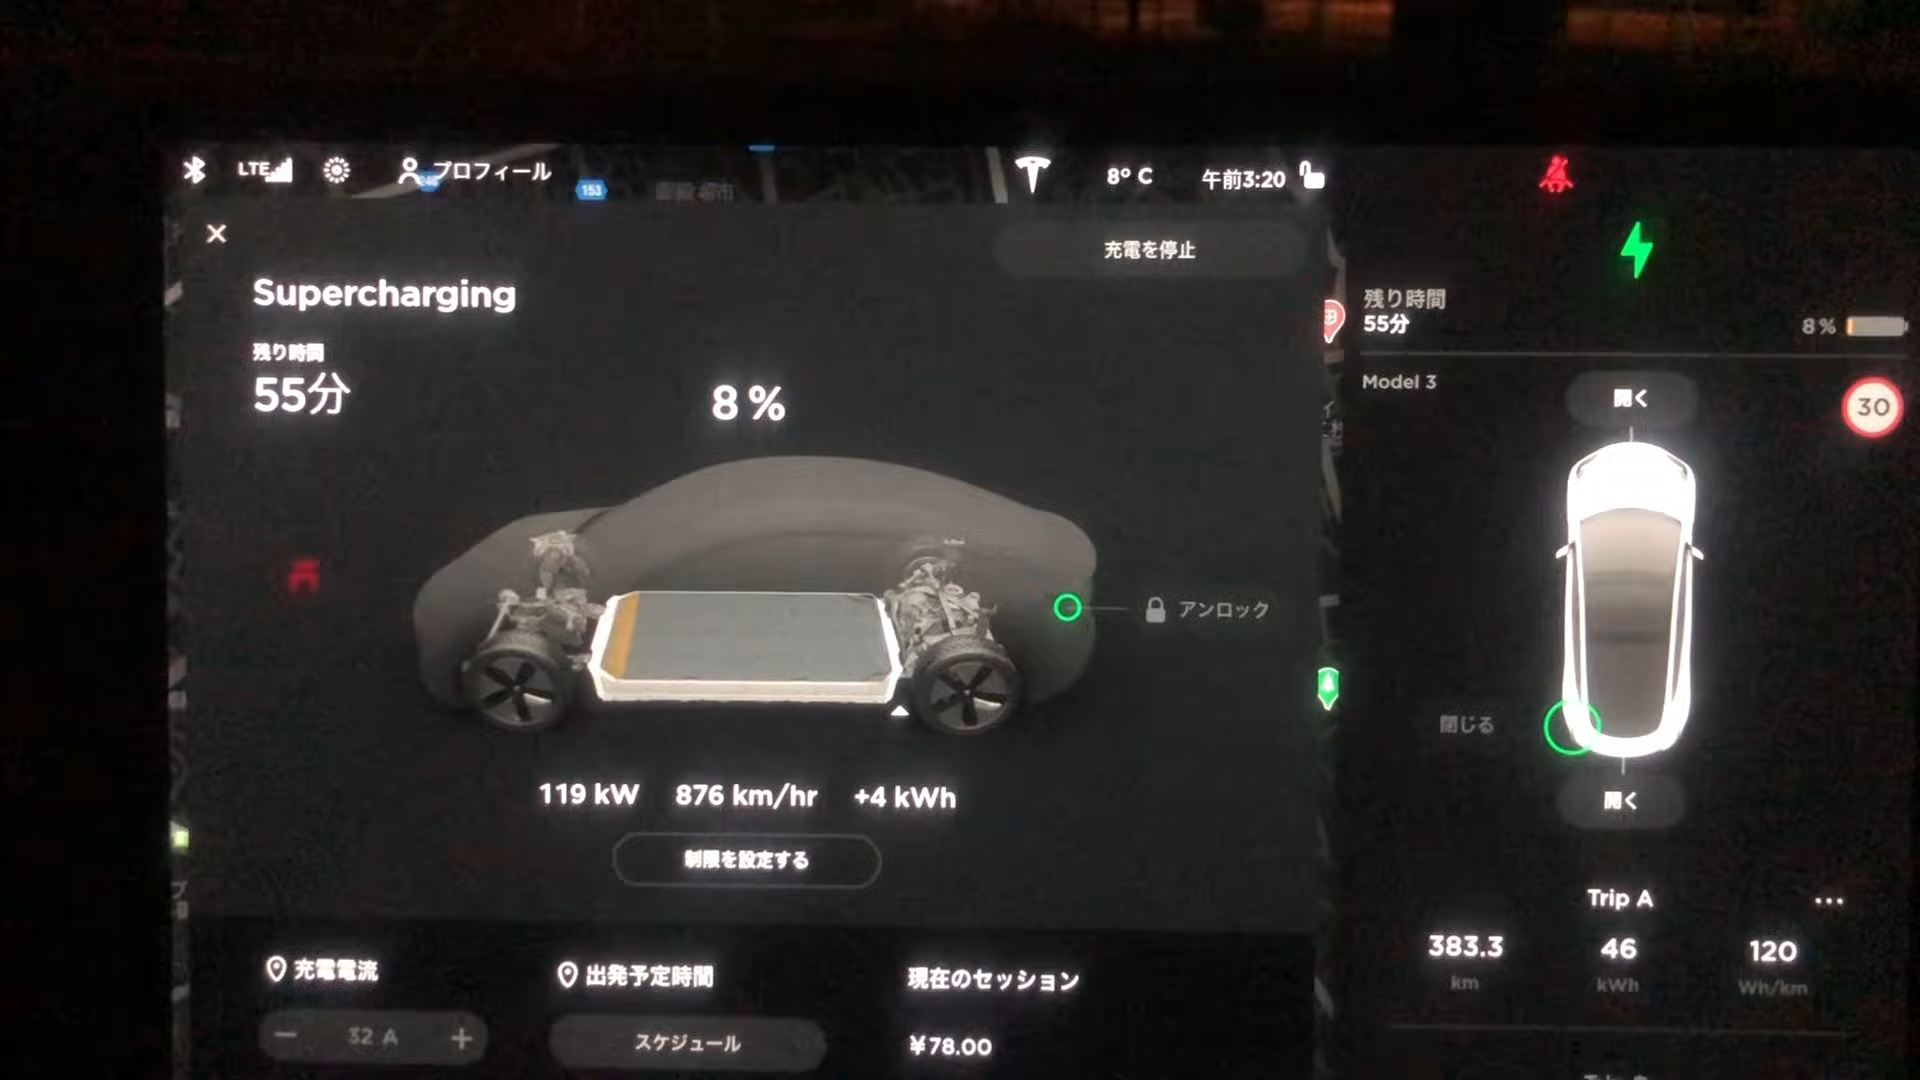 LTE
プロフィール
153
8° C
午前3:20
充電を停止
Supercharging
残り時間
55分
8 %
アンロック
119 kW 876 km/hr +4 kWh
制限を設定する
充電電流
出発予定時間
現在のセッション
− 32 A +
スケジュール
¥78.00
残り時間
55分
8 %
Model 3
開く
30
閉じる
開く
Trip A ...
383.3 46 120
km kWh Wh/km